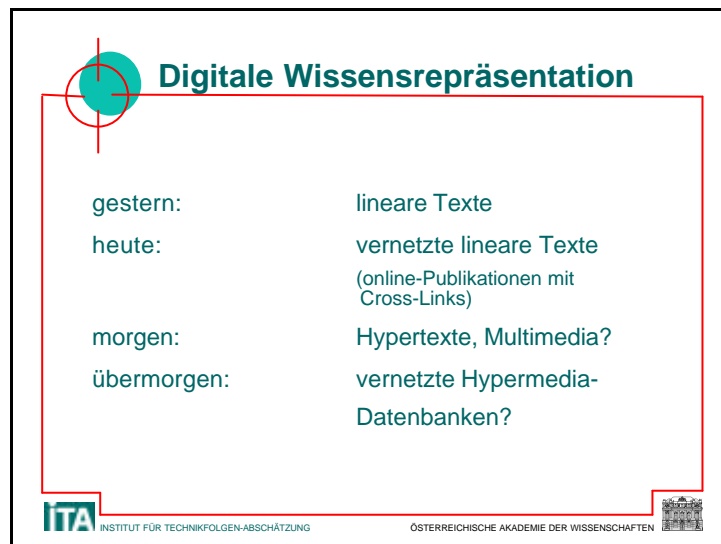 Digitale Wissensrepräsentation
gestern: lineare Texte
heute: vernetzte lineare Texte
(online-Publikationen mit
Cross-Links)
morgen: Hypertexte, Multimedia?
übermorgen: vernetzte Hypermedia-
Datenbanken?
ITA INSTITUT FÜR TECHNIKFOLGEN-ABSCHÄTZUNG ÖSTERREICHISCHE AKADEMIE DER WISSENSCHAFTEN